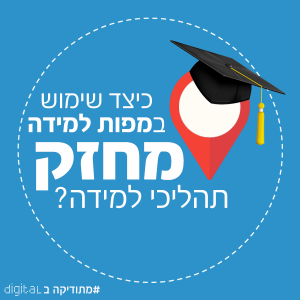 כיצד שימוש
במפות למידה
מחזק
תהליכי למידה?
#מתודיקה ב digital